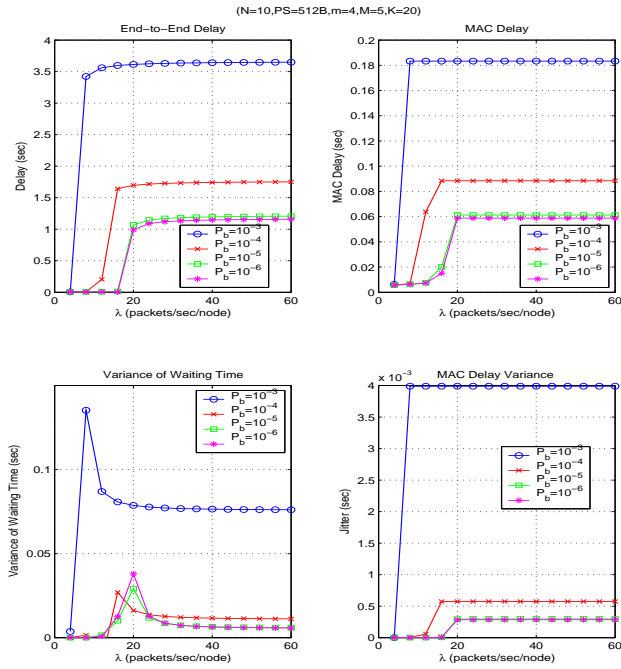 (N=10,PS=512B,m=4,M=5,K=20)
End−to−End Delay
4
3.5
3
2.5
2
1.5
1
0.5
0
0 20 40 60
Delay (sec)
λ (packets/sec/node)
P_b=10^−3
P_b=10^−4
P_b=10^−5
P_b=10^−6
MAC Delay
0.2
0.18
0.16
0.14
0.12
0.1
0.08
0.06
0.04
0.02
0
0 20 40 60
MAC Delay (sec)
λ (packets/sec/node)
P_b=10^−3
P_b=10^−4
P_b=10^−5
P_b=10^−6
Variance of Waiting Time
0.1
0.05
0
0 20 40 60
Variance of Waiting Time (sec)
λ (packets/sec/node)
P_b=10^−3
P_b=10^−4
P_b=10^−5
P_b=10^−6
MAC Delay Variance
x 10^−3
4
3.5
3
2.5
2
1.5
1
0.5
0
0 20 40 60
Jitter (sec)
λ (packets/sec/node)
P_b=10^−3
P_b=10^−4
P_b=10^−5
P_b=10^−6